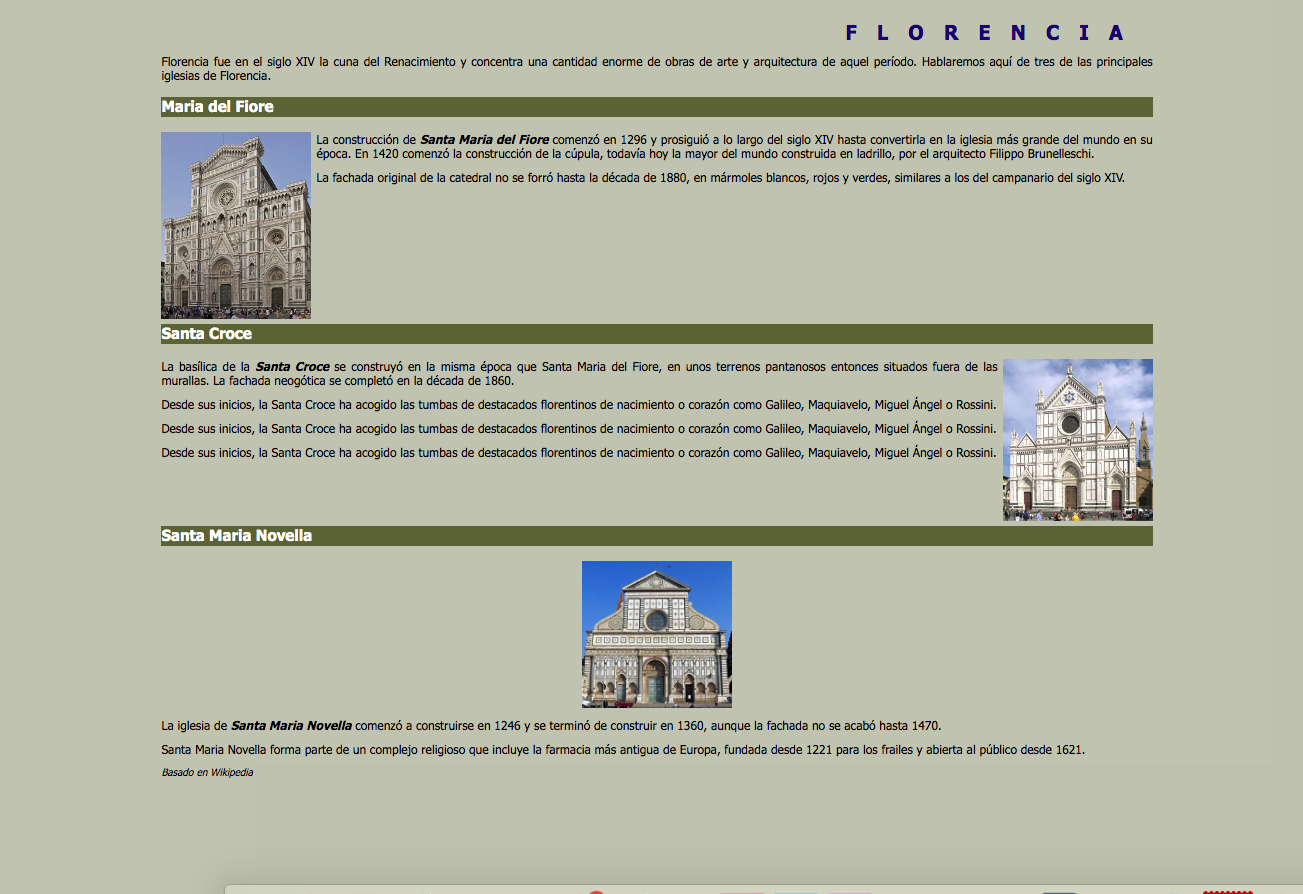 FLORENCIA
Florencia fue en el siglo XIV la cuna del Renacimiento y concentra una cantidad enorme de obras de arte y arquitectura de aquel período. Hablaremos aquí de tres de las principales
iglesias de Florencia.
Maria del Fiore
La construcción de Santa Maria del Fiore comenzó en 1296 y prosiguió a lo largo del siglo XIV hasta convertirla en la iglesia más grande del mundo en su
época. En 1420 comenzó la construcción de la cúpula, todavía hoy la mayor del mundo construida en ladrillo, por el arquitecto Filippo Brunelleschi.
La fachada original de la catedral no se forró hasta la década de 1880, en mármoles blancos, rojos y verdes, similares a los del campanario del siglo XIV.
Santa Croce
La basílica de la Santa Croce se construyó en la misma época que Santa Maria del Fiore, en unos terrenos pantanosos entonces situados fuera de las
murallas. La fachada neogótica se completó en la década de 1860.
Desde sus inicios, la Santa Croce ha acogido las tumbas de destacados florentinos de nacimiento o corazón como Galileo, Maquiavelo, Miguel Ángel o Rossini.
Desde sus inicios, la Santa Croce ha acogido las tumbas de destacados florentinos de nacimiento o corazón como Galileo, Maquiavelo, Miguel Ángel o Rossini.
Desde sus inicios, la Santa Croce ha acogido las tumbas de destacados florentinos de nacimiento o corazón como Galileo, Maquiavelo, Miguel Ángel o Rossini.
Santa Maria Novella
La iglesia de Santa Maria Novella comenzó a construirse en 1246 y se terminó de construir en 1360, aunque la fachada no se acabó hasta 1470.
Santa Maria Novella forma parte de un complejo religioso que incluye la farmacia más antigua de Europa, fundada desde 1221 para los frailes y abierta al público desde 1621.
Basado en Wikipedia